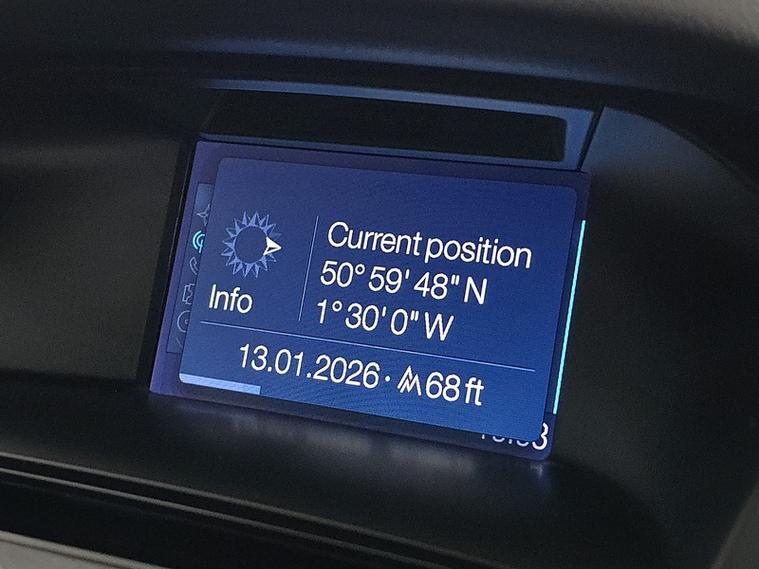 Current position
50° 59' 48" N
1° 30' 0" W
Info
13.01.2026 · 68 ft